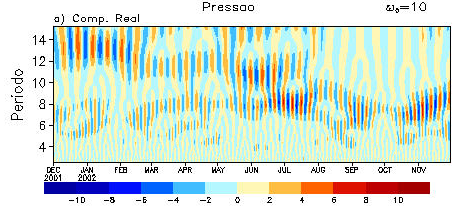 Pressao ω₀=10
a) Comp. Real
Período
14
12
10
8
6
4
DEC JAN FEB MAR APR MAY JUN JUL AUG SEP OCT NOV
2001 2002
-10 -8 -6 -4 -2 0 2 4 6 8 10